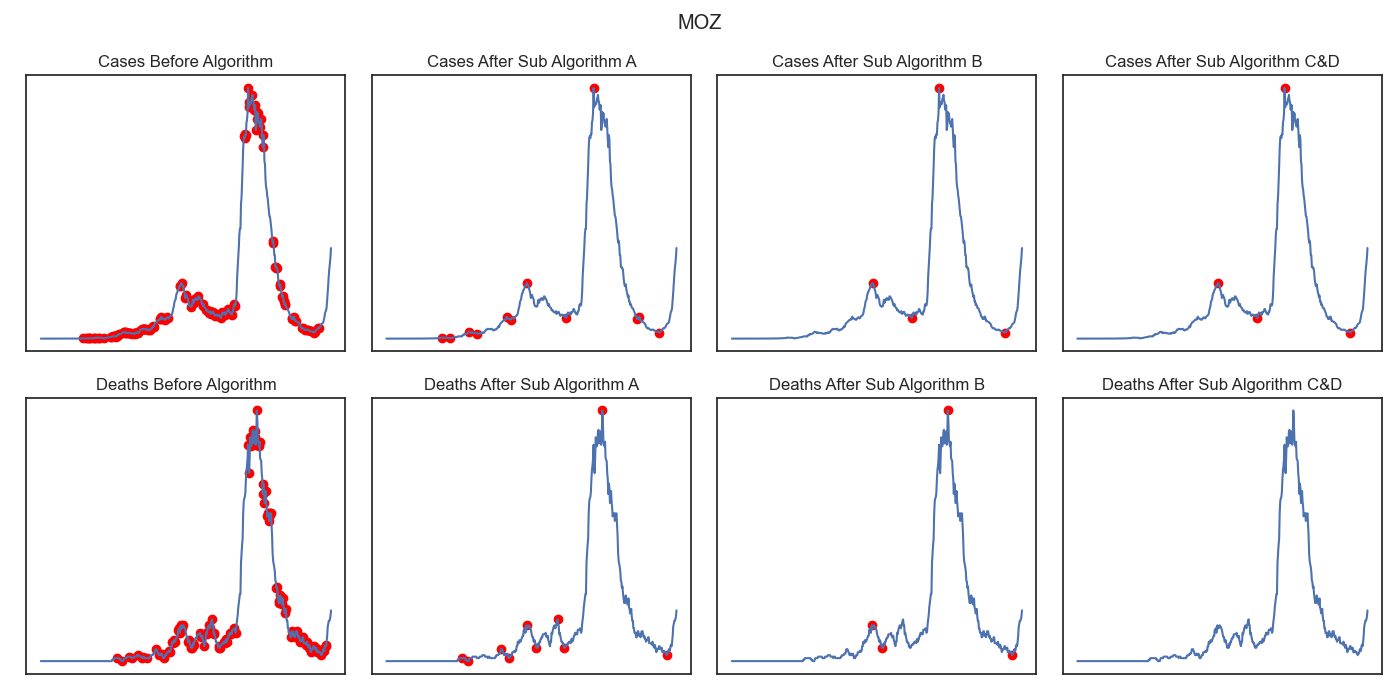 MOZ
Cases Before Algorithm
Cases After Sub Algorithm A
Cases After Sub Algorithm B
Cases After Sub Algorithm C&D
Deaths Before Algorithm
Deaths After Sub Algorithm A
Deaths After Sub Algorithm B
Deaths After Sub Algorithm C&D